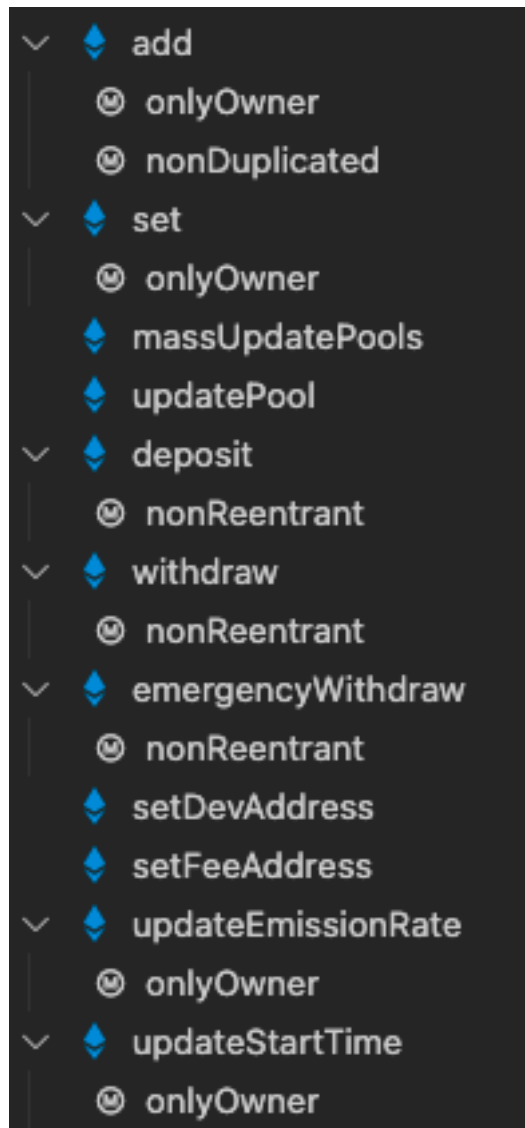 add
onlyOwner
nonDuplicated
set
onlyOwner
massUpdatePools
updatePool
deposit
nonReentrant
withdraw
nonReentrant
emergencyWithdraw
nonReentrant
setDevAddress
setFeeAddress
updateEmissionRate
onlyOwner
updateStartTime
onlyOwner